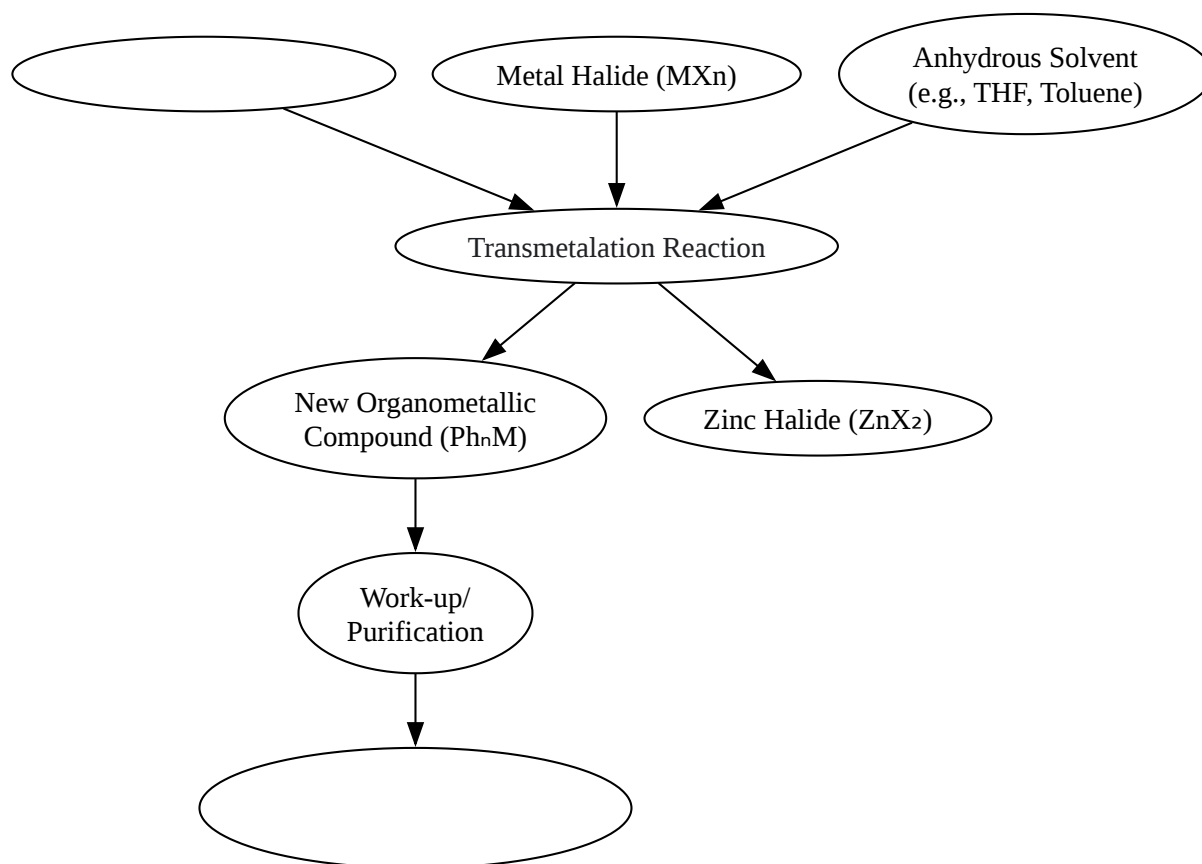 Metal Halide (MXn)
Anhydrous Solvent
(e.g., THF, Toluene)
Transmetalation Reaction
New Organometallic
Compound (PhₙM)
Zinc Halide (ZnX₂)
Work-up/
Purification